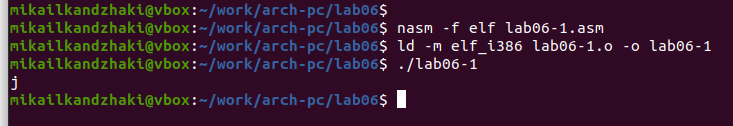 mikailkandzhaki@vbox:~/work/arch-pc/lab06$
mikailkandzhaki@vbox:~/work/arch-pc/lab06$ nasm -f elf lab06-1.asm
mikailkandzhaki@vbox:~/work/arch-pc/lab06$ ld -m elf_i386 lab06-1.o -o lab06-1
mikailkandzhaki@vbox:~/work/arch-pc/lab06$ ./lab06-1
j
mikailkandzhaki@vbox:~/work/arch-pc/lab06$